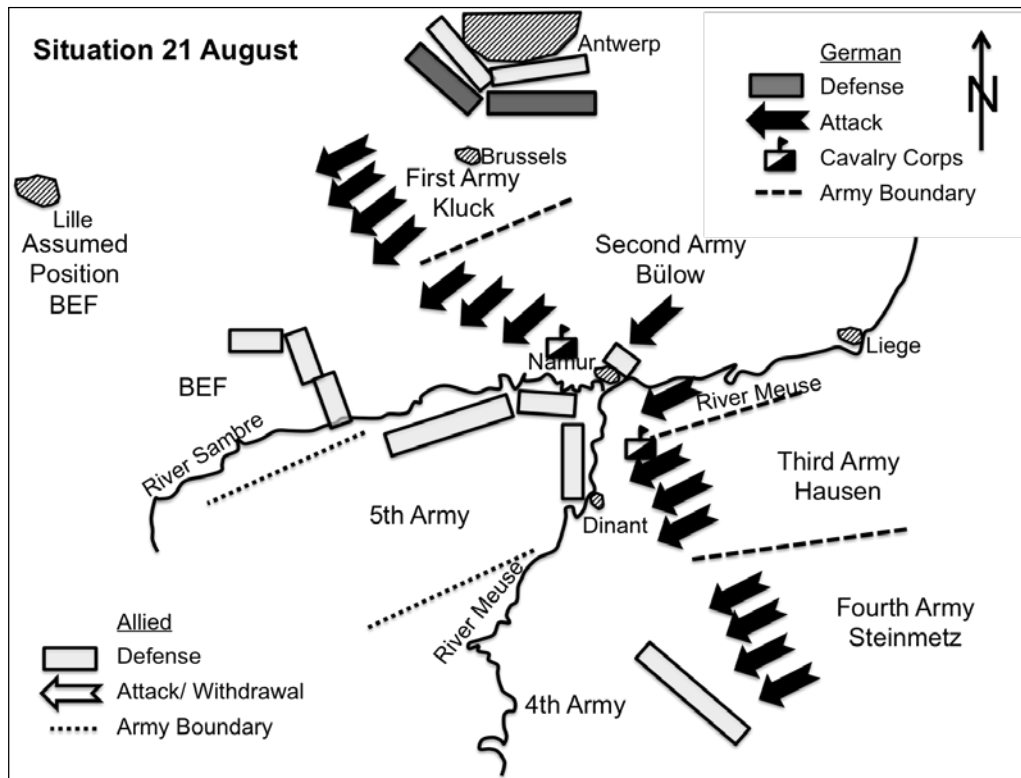 Situation 21 August
Antwerp
German
Defense
Attack
Cavalry Corps
Army Boundary
N
Brussels
First Army
Kluck
Lille
Assumed
Position
BEF
Second Army
Bülow
Liege
Namur
BEF
River Meuse
River Sambre
Third Army
Hausen
5th Army
Dinant
River Meuse
Fourth Army
Steinmetz
4th Army
Allied
Defense
Attack/ Withdrawal
Army Boundary